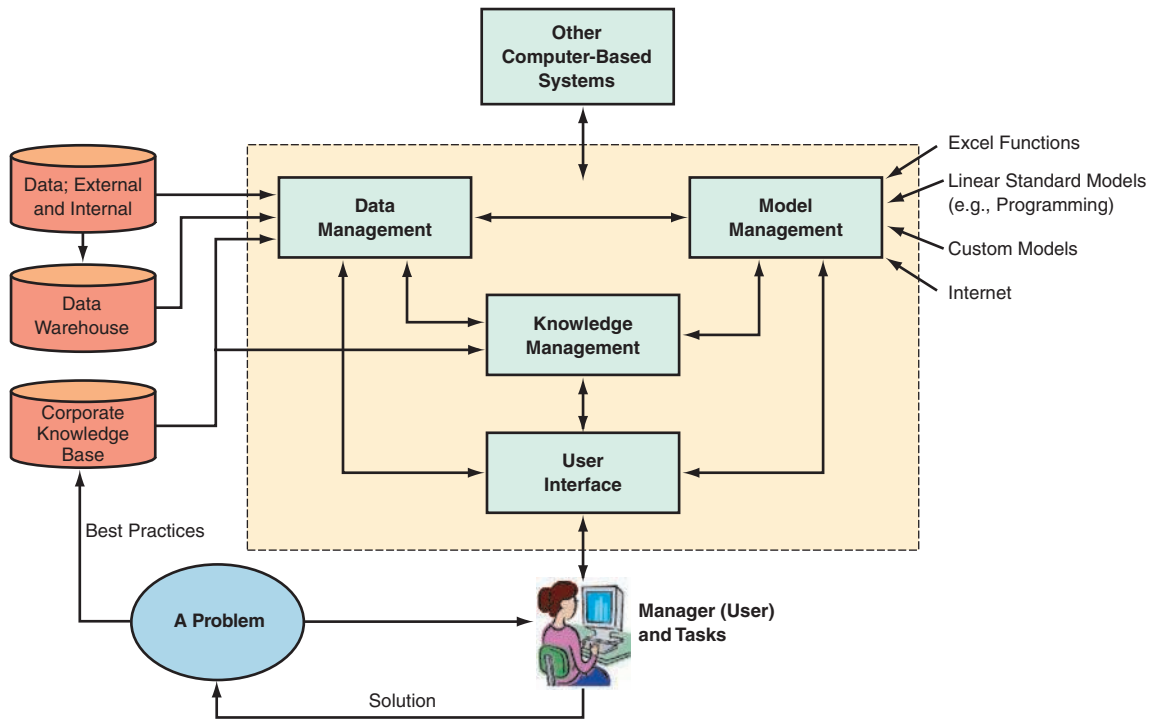 Other
Computer-Based
Systems
Data; External
and Internal
Data
Warehouse
Corporate
Knowledge
Base
Data
Management
Model
Management
Excel Functions
Linear Standard Models
(e.g., Programming)
Custom Models
Internet
Knowledge
Management
User
Interface
Best Practices
A Problem
Manager (User)
and Tasks
Solution